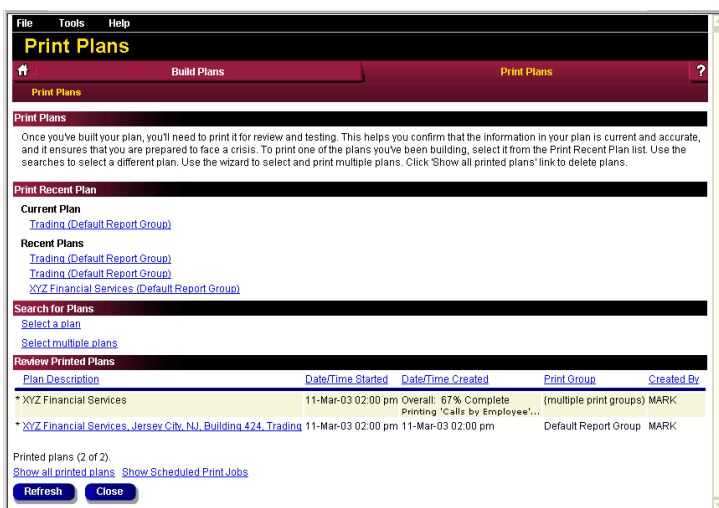 File Tools Help
Print Plans
Build Plans Print Plans ?
Print Plans
Print Plans
Once you've built your plan, you'll need to print it for review and testing. This helps you confirm that the information in your plan is current and accurate,
and it ensures that you are prepared to face a crisis. To print one of the plans you've been building, select it from the Print Recent Plan list. Use the
searches to select a different plan. Use the wizard to select and print multiple plans. Click 'Show all printed plans' link to delete plans.
Print Recent Plan
Current Plan
Trading (Default Report Group)
Recent Plans
Trading (Default Report Group)
Trading (Default Report Group)
XYZ Financial Services (Default Report Group)
Search for Plans
Select a plan
Select multiple plans
Review Printed Plans
Plan Description Date/Time Started Date/Time Created Print Group Created By
* XYZ Financial Services 11-Mar-03 02:00 pm Overall: 67% Complete (multiple print groups) MARK
Printing 'Calls by Employee'...
* XYZ Financial Services, Jersey City, NJ, Building 424, Trading 11-Mar-03 02:00 pm 11-Mar-03 02:00 pm Default Report Group MARK
Printed plans (2 of 2).
Show all printed plans Show Scheduled Print Jobs
Refresh Close